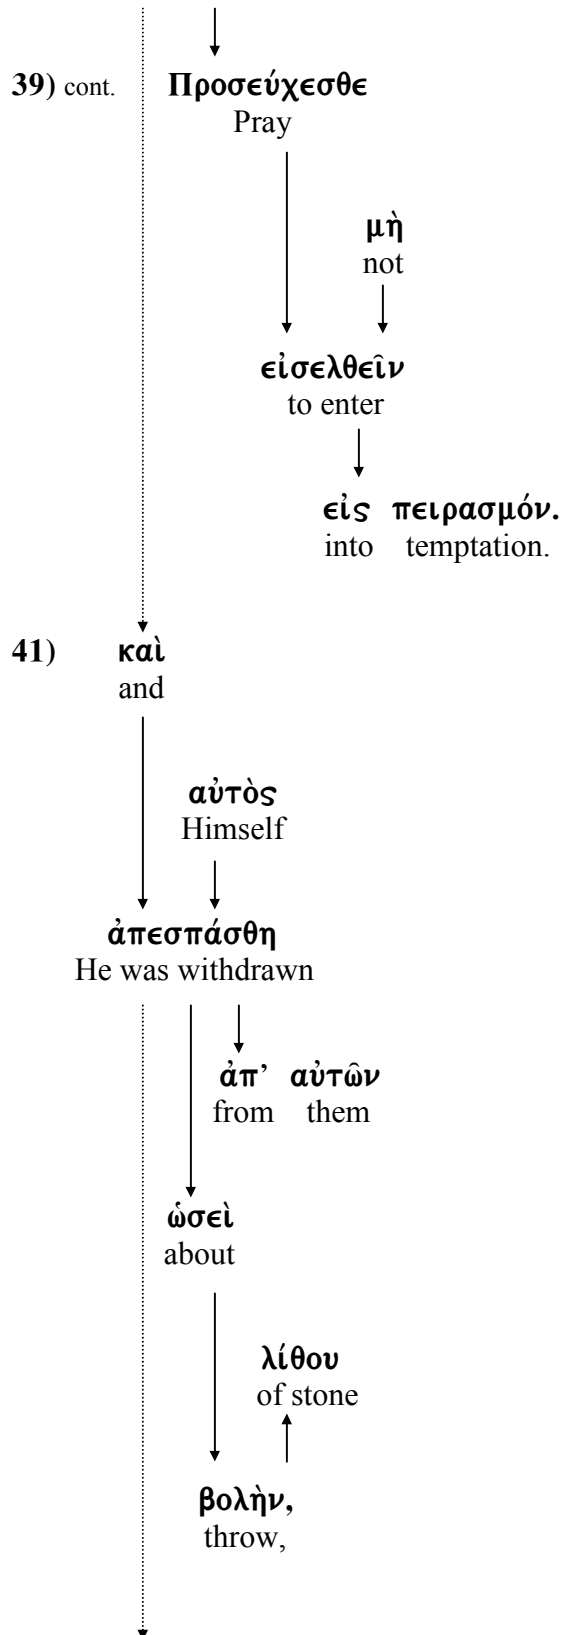 39) cont. Προσεύχεσθε
Pray
μὴ
not
εἰσελθεῖν
to enter
εἰς πειρασμόν.
into temptation.
41) καὶ
and
αὐτὸς
Himself
ἀπεσπάσθη
He was withdrawn
ἀπ’ αὐτῶν
from them
ὡσεὶ
about
λίθου
of stone
βολὴν,
throw,